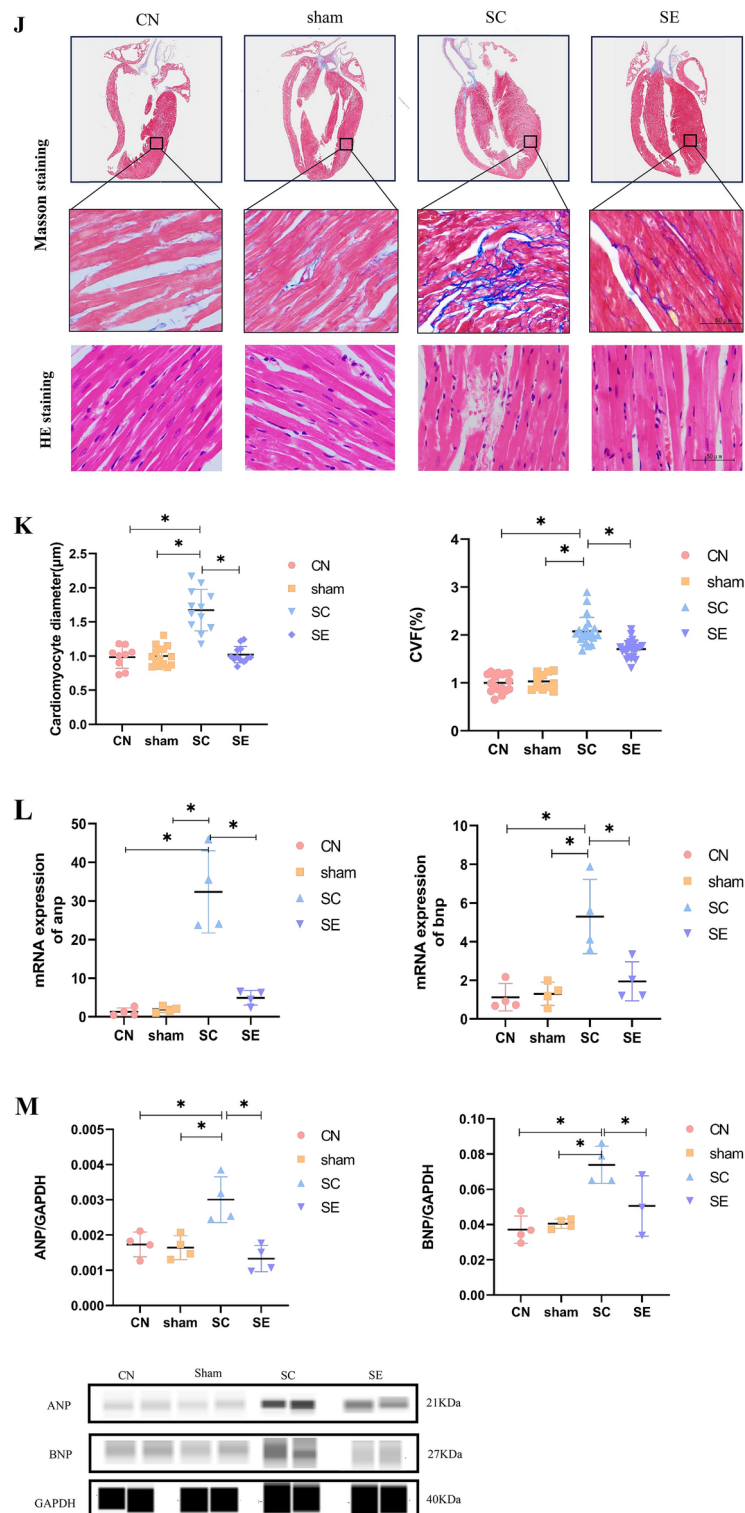 J
CN
sham
SC
SE
Masson staining
50 μm
HE staining
50 μm
K
Cardiomyocyte diameter(μm)
2.5
2.0
1.5
1.0
0.5
0.0
CN
sham
SC
SE
*
*
*
CN
sham
SC
SE
CVF(%)
4
3
2
1
0
CN
sham
SC
SE
*
*
*
CN
sham
SC
SE
L
mRNA expression
of anp
50
40
30
20
10
0
CN
sham
SC
SE
*
*
*
CN
sham
SC
SE
mRNA expression
of bnp
10
8
6
4
2
0
CN
sham
SC
SE
*
*
*
CN
sham
SC
SE
M
ANP/GAPDH
0.005
0.004
0.003
0.002
0.001
0.000
CN
sham
SC
SE
*
*
*
CN
sham
SC
SE
BNP/GAPDH
0.10
0.08
0.06
0.04
0.02
0.00
CN
sham
SC
SE
*
*
*
CN
sham
SC
SE
CN
Sham
SC
SE
ANP
21KDa
BNP
27KDa
GAPDH
40KDa